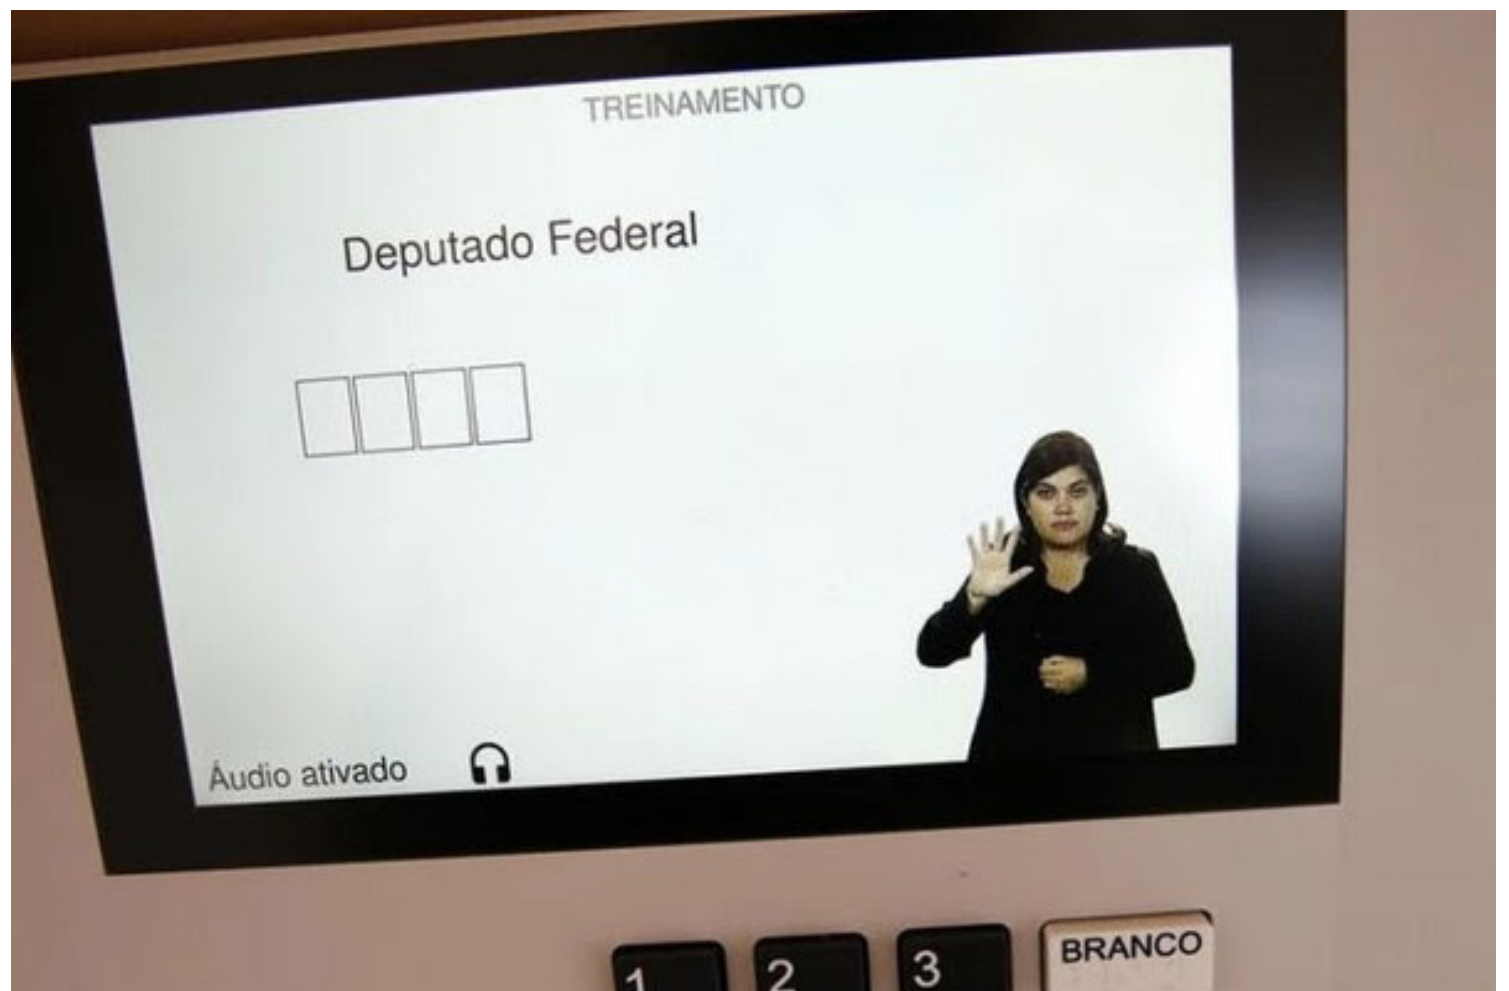 TREINAMENTO
Deputado Federal
Áudio ativado
1 2 3 BRANCO